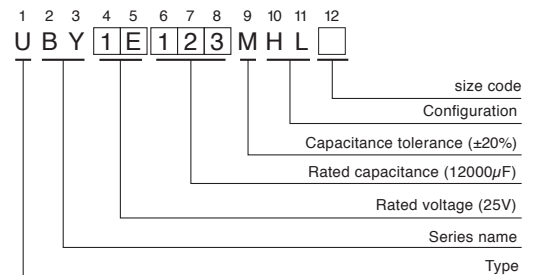 1 2 3 4 5 6 7 8 9 10 11 12
U B Y 1 E 1 2 3 M H L
size code
Configuration
Capacitance tolerance (±20%)
Rated capacitance (12000µF)
Rated voltage (25V)
Series name
Type